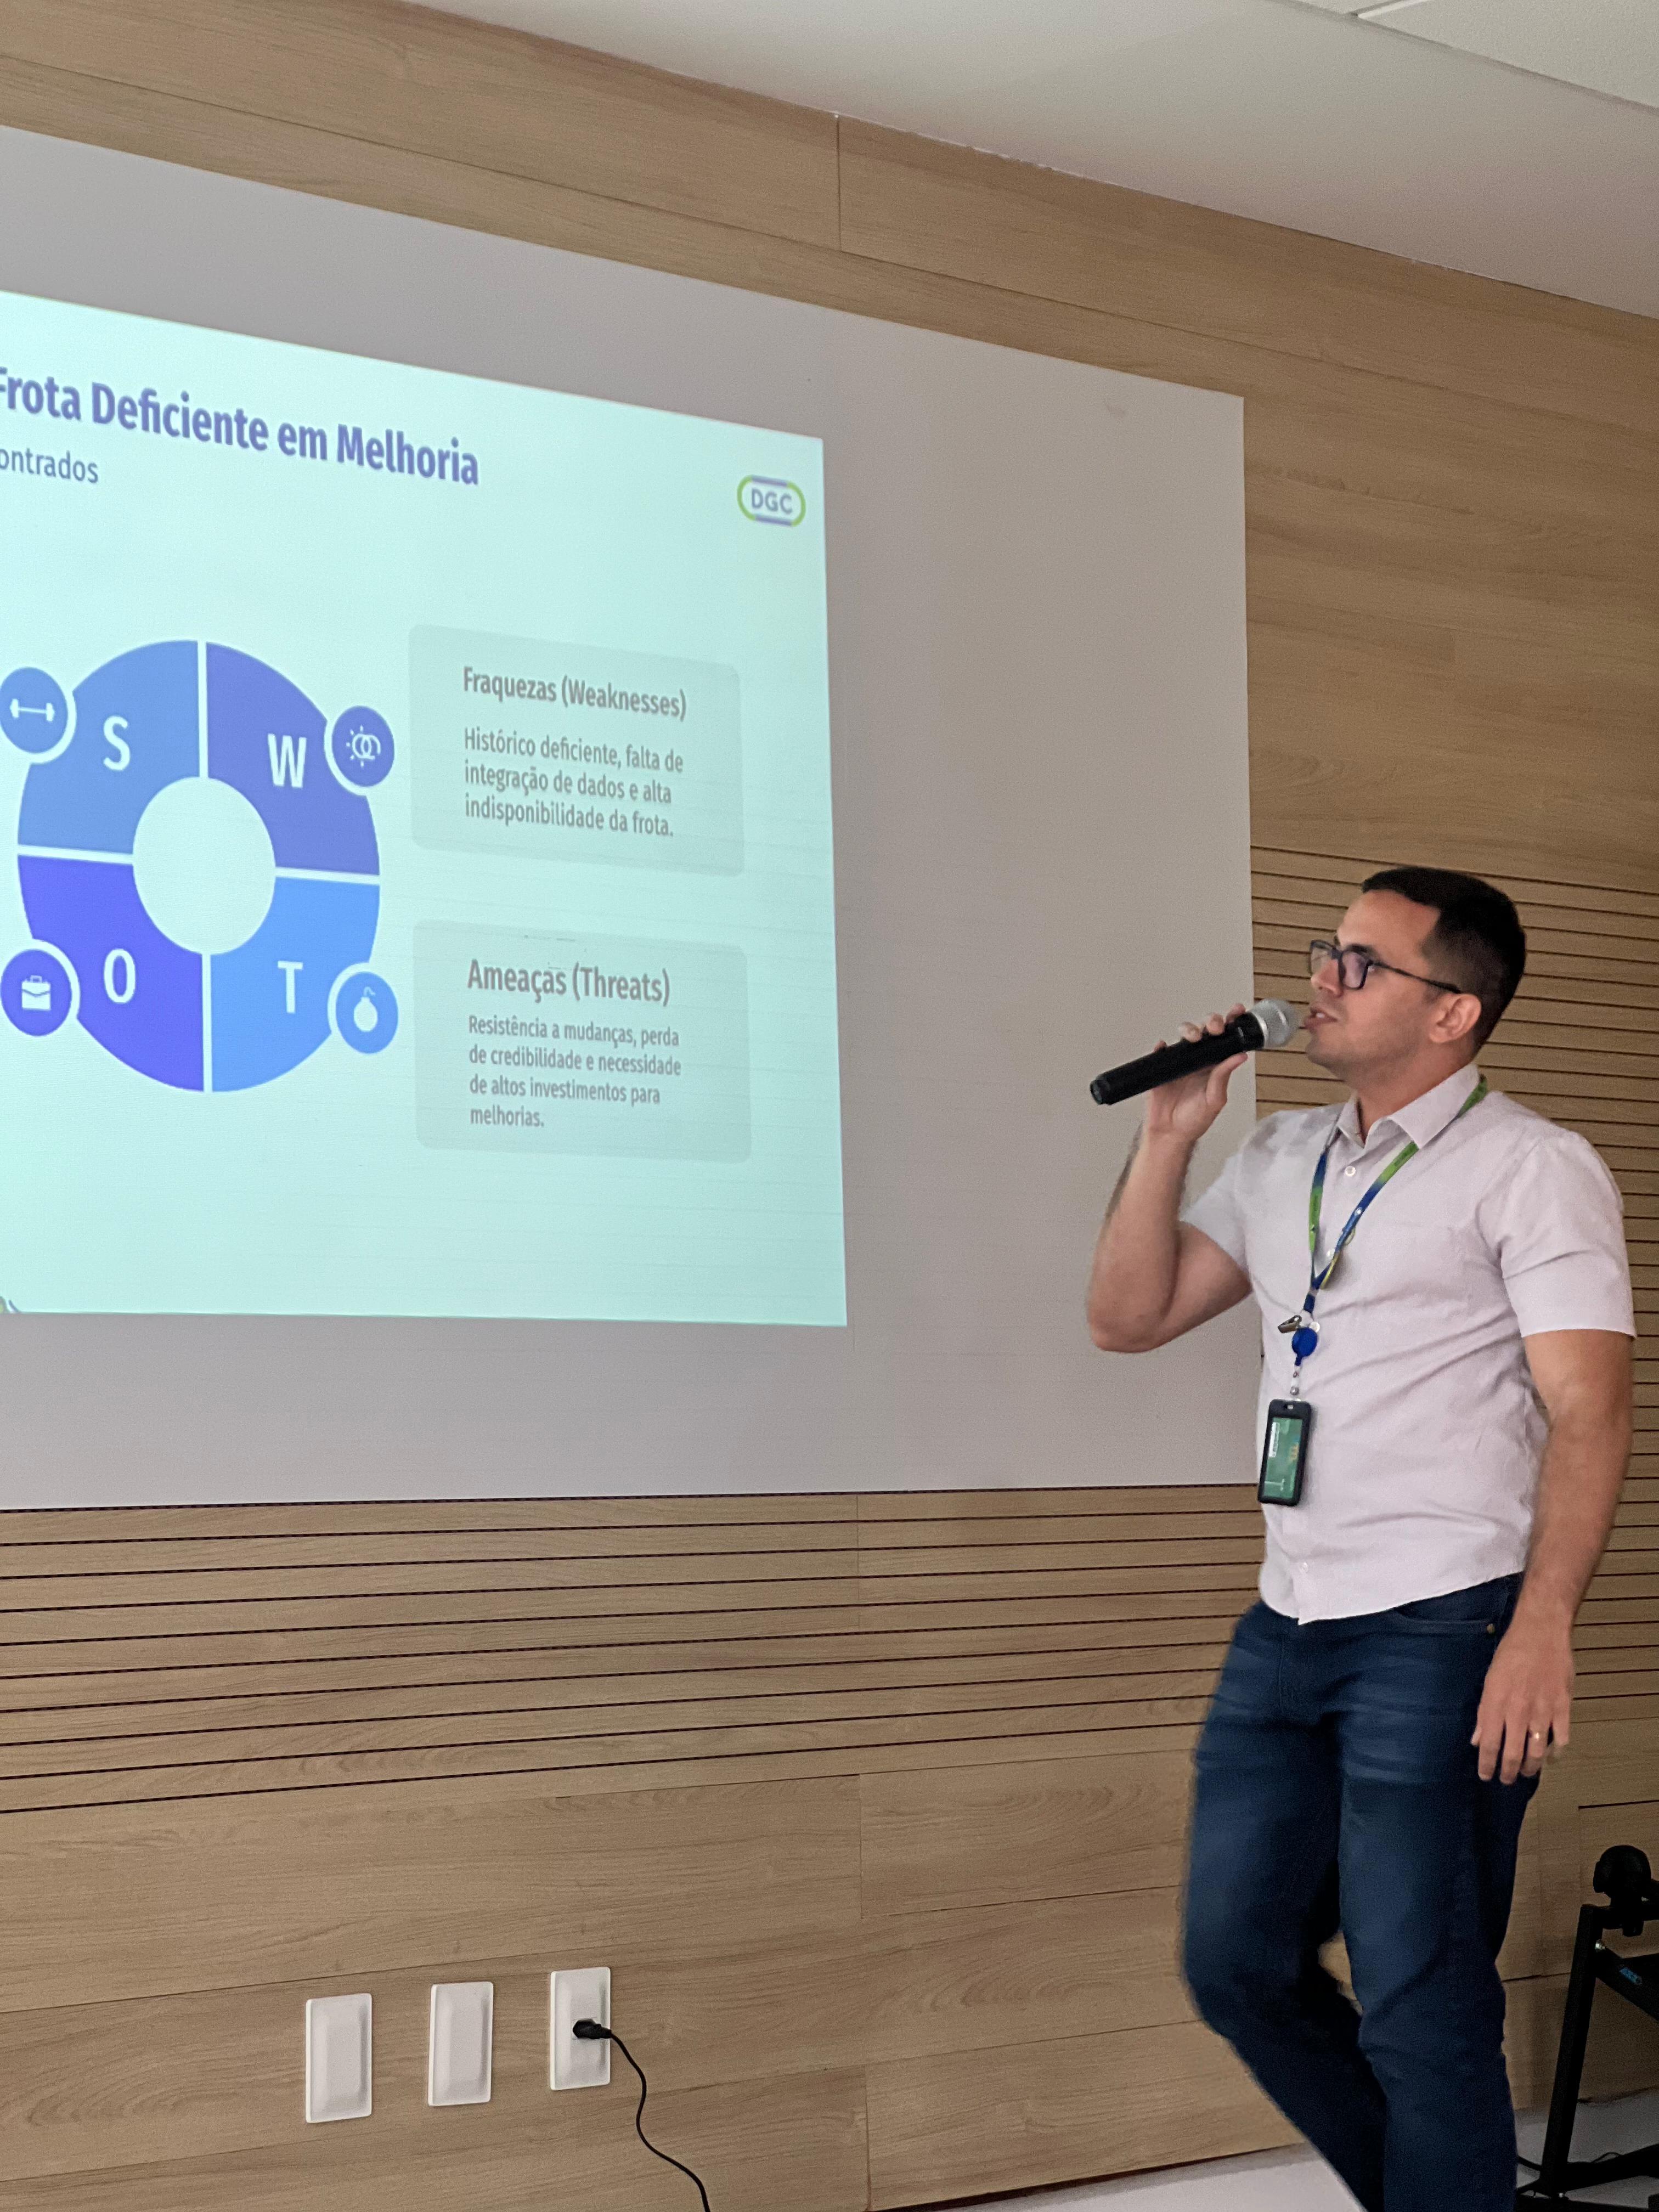 Frota Deficiente em Melhoria
ontrados
DGC
S
W
O
T
Fraquezas (Weaknesses)
Histórico deficiente, falta de
integração de dados e alta
indisponibilidade da frota.
Ameaças (Threats)
Resistência a mudanças, perda
de credibilidade e necessidade
de altos investimentos para
melhorias.